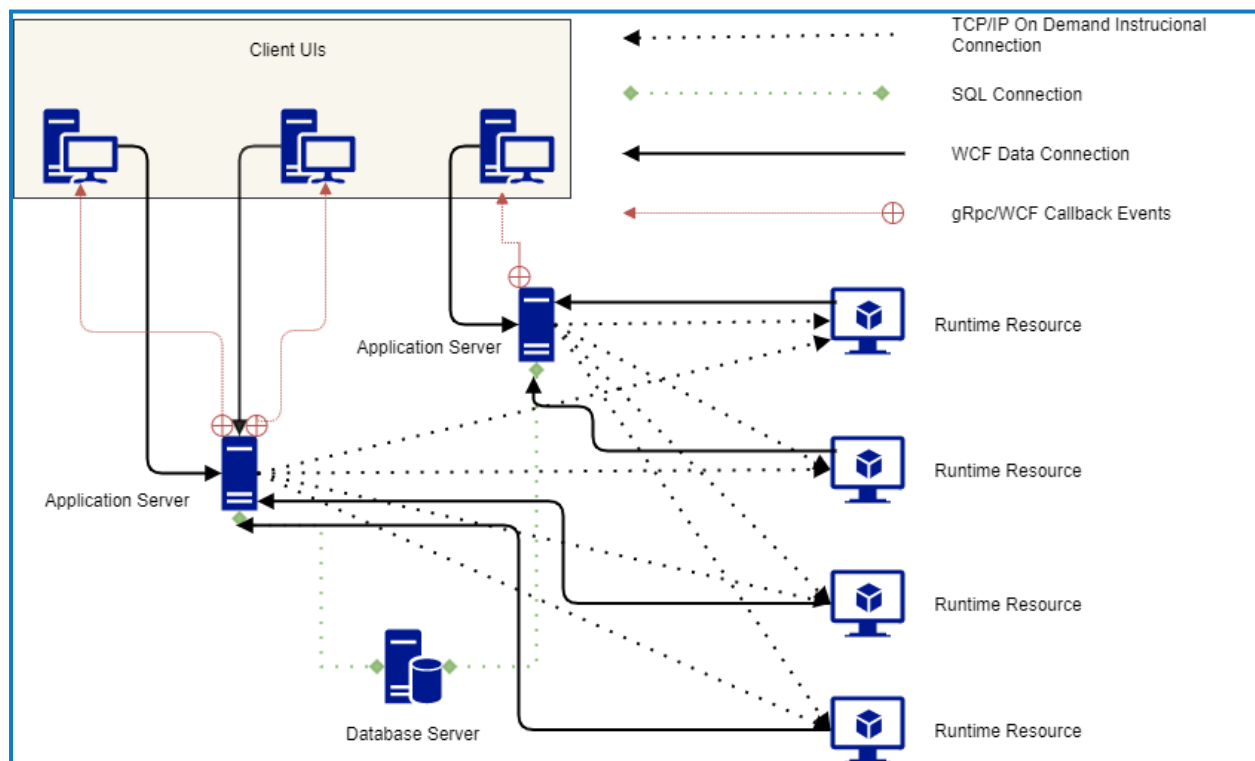 Client UIs
TCP/IP On Demand Instrucional
Connection
SQL Connection
WCF Data Connection
gRpc/WCF Callback Events
Runtime Resource
Application Server
Runtime Resource
Application Server
Runtime Resource
Database Server
Runtime Resource